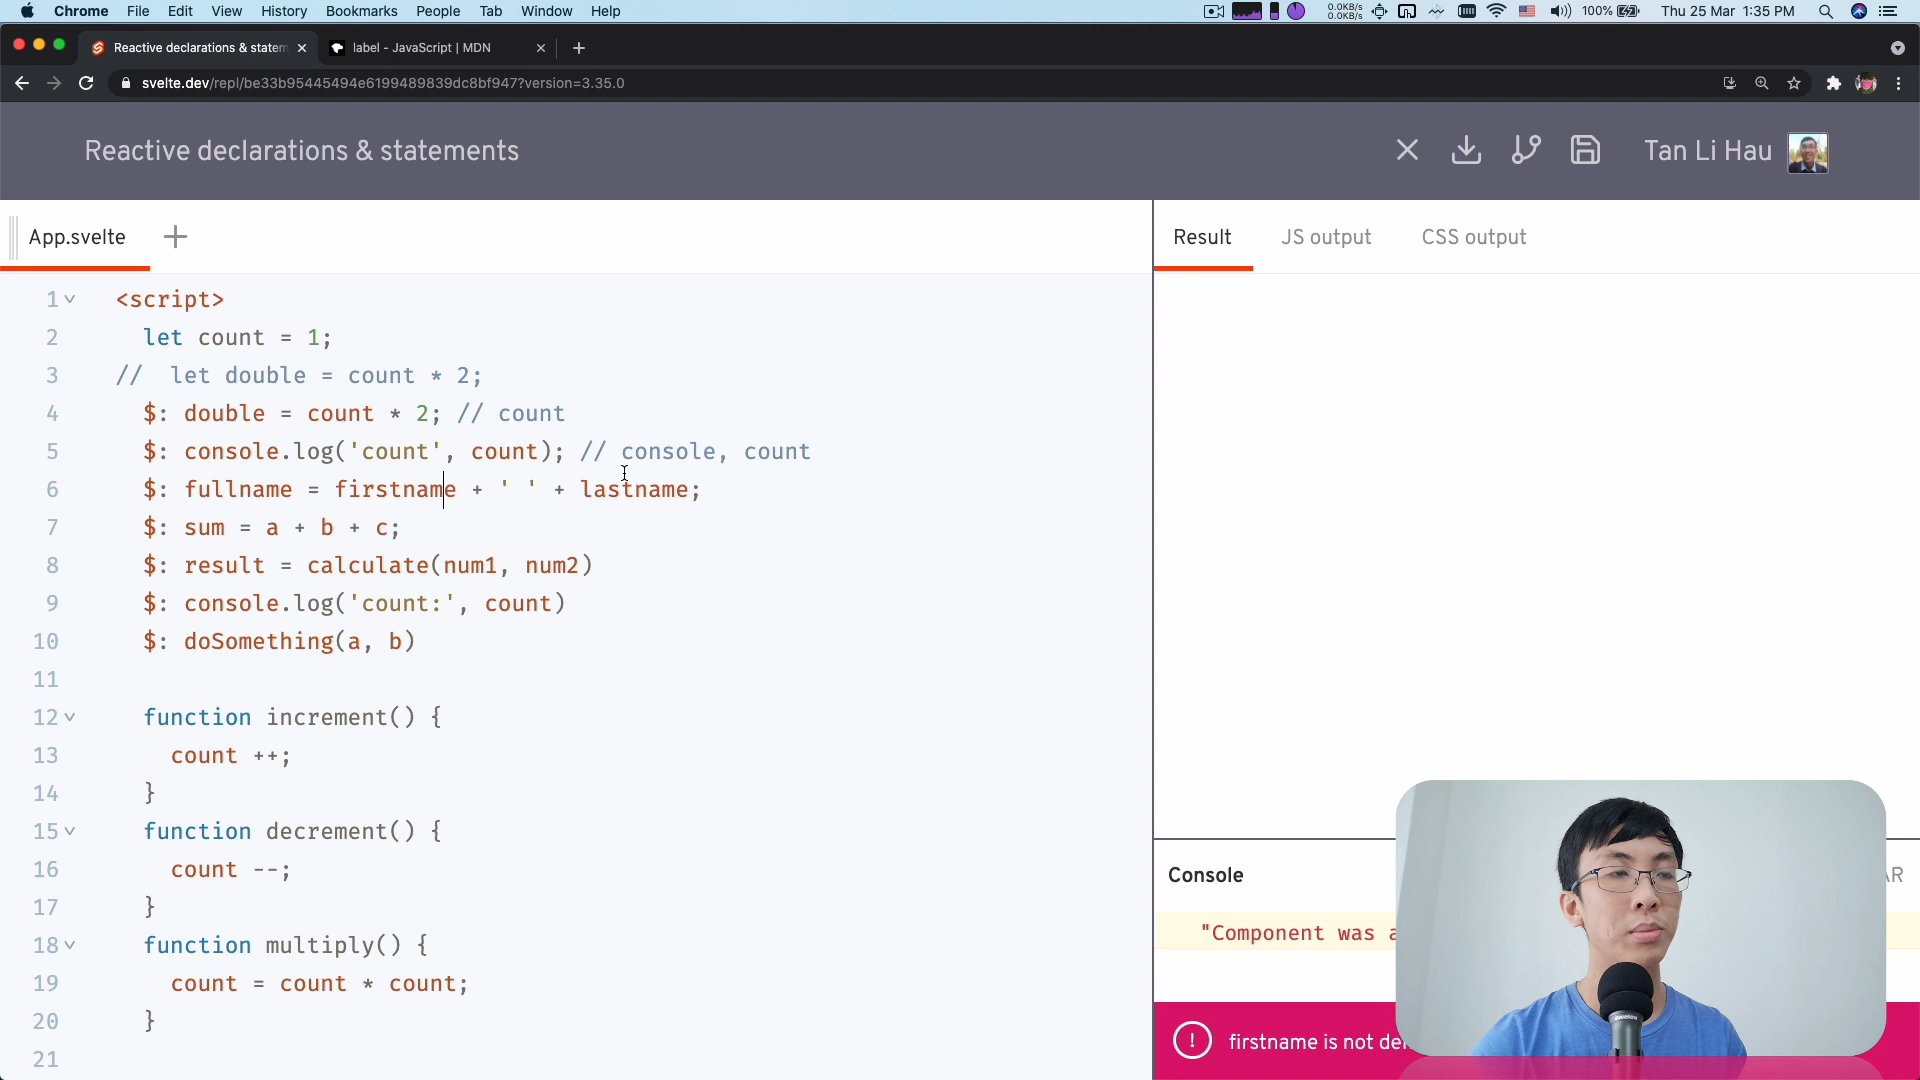 Chrome File Edit View History Bookmarks People Tab Window Help
0.0KB/s
0.0KB/s
100%
Thu 25 Mar 1:35 PM
Reactive declarations & statem
label - JavaScript | MDN
svelte.dev/repl/be33b95445494e6199489839dc8bf947?version=3.35.0
Reactive declarations & statements
Tan Li Hau
App.svelte
Result JS output CSS output
1 <script>
2 let count = 1;
3 // let double = count * 2;
4 $: double = count * 2; // count
5 $: console.log('count', count); // console, count
6 $: fullname = firstname + ' ' + lastname;
7 $: sum = a + b + c;
8 $: result = calculate(num1, num2)
9 $: console.log('count:', count)
10 $: doSomething(a, b)
11
12 function increment() {
13 count ++;
14 }
15 function decrement() {
16 count --;
17 }
18 function multiply() {
19 count = count * count;
20 }
21
Console
"Component was
firstname is not